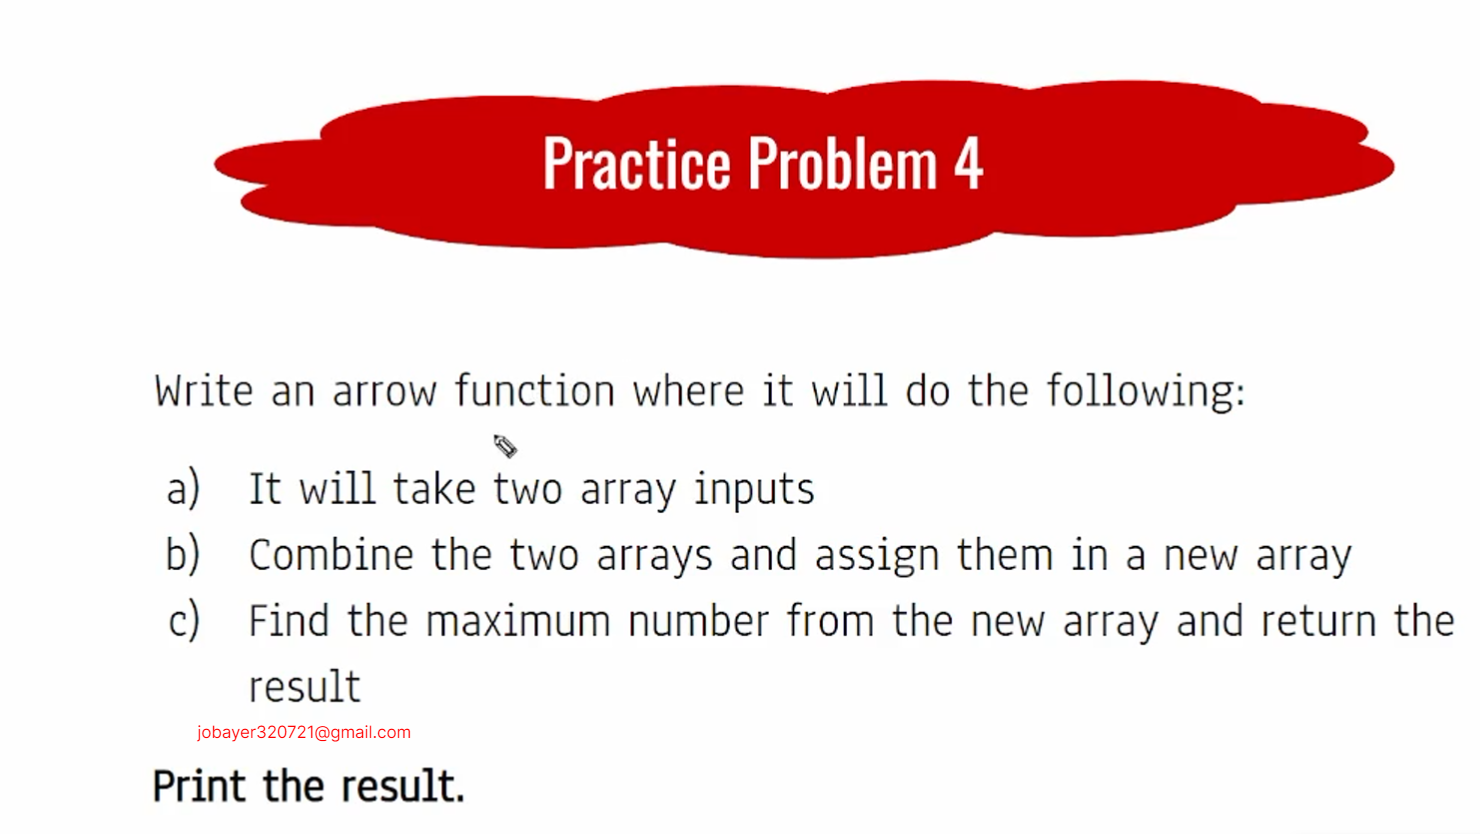 Practice Problem 4
Write an arrow function where it will do the following:
a) It will take two array inputs
b) Combine the two arrays and assign them in a new array
c) Find the maximum number from the new array and return the
result
jobayer320721@gmail.com
Print the result.